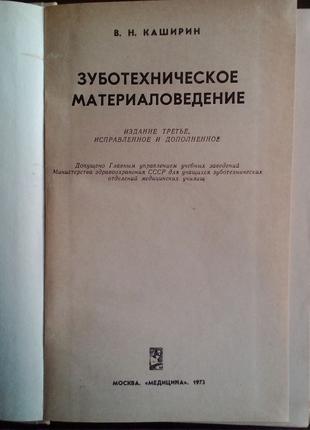 В. Н. КАШИРИН
ЗУБОТЕХНИЧЕСКОЕ
МАТЕРИАЛОВЕДЕНИЕ
ИЗДАНИЕ ТРЕТЬЕ,
ИСПРАВЛЕННОЕ И ДОПОЛНЕННОЕ
Допущено Главным управлением учебных заведений
Министерства здравоохранения СССР для учащихся зуботехнических
отделений медицинских училищ
МОСКВА. «МЕДИЦИНА». 1973